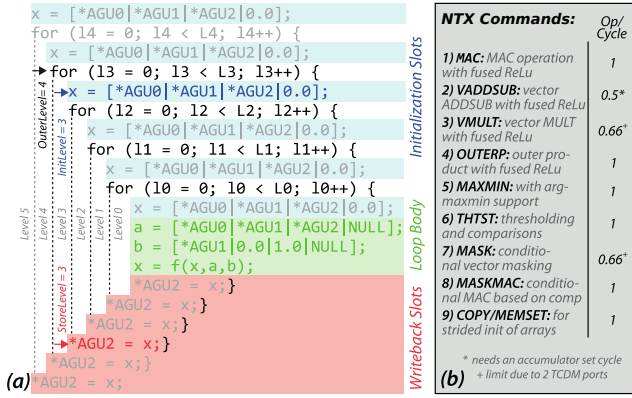 x = [*AGU0|*AGU1|*AGU2|0.0];
for (l4 = 0; l4 < L4; l4++) {
x = [*AGU0|*AGU1|*AGU2|0.0];
for (l3 = 0; l3 < L3; l3++) {
x = [*AGU0|*AGU1|*AGU2|0.0];
for (l2 = 0; l2 < L2; l2++) {
x = [*AGU0|*AGU1|*AGU2|0.0];
for (l1 = 0; l1 < L1; l1++) {
x = [*AGU0|*AGU1|*AGU2|0.0];
for (l0 = 0; l0 < L0; l0++) {
x = [*AGU0|*AGU1|*AGU2|0.0];
a = [*AGU0|*AGU1|*AGU2|NULL];
b = [*AGU1|0.0|1.0|NULL];
x = f(x,a,b);
*AGU2 = x;}
*AGU2 = x;}
*AGU2 = x;}
*AGU2 = x;}
*AGU2 = x;}
*AGU2 = x;
OuterLevel = 4
InitLevel = 3
StoreLevel = 3
Level 5
Level 4
Level 3
Level 2
Level 1
Level 0
Initialization Slots
Loop Body
Writeback Slots
(a)
NTX Commands:
Op/
Cycle
1) MAC: MAC operation
with fused ReLu
1
2) VADDSUB: vector
ADDSUB with fused ReLu
0.5*
3) VMULT: vector MULT
with fused ReLu
0.66+
4) OUTERP: outer pro-
duct with fused ReLu
1
5) MAXMIN: with arg-
maxmin support
1
6) THTST: thresholding
and comparisons
1
7) MASK: conditio-
nal vector masking
0.66+
8) MASKMAC: conditio-
nal MAC based on comp
1
9) COPY/MEMSET: for
strided init of arrays
1
* needs an accumulator set cycle
+ limit due to 2 TCDM ports
(b)